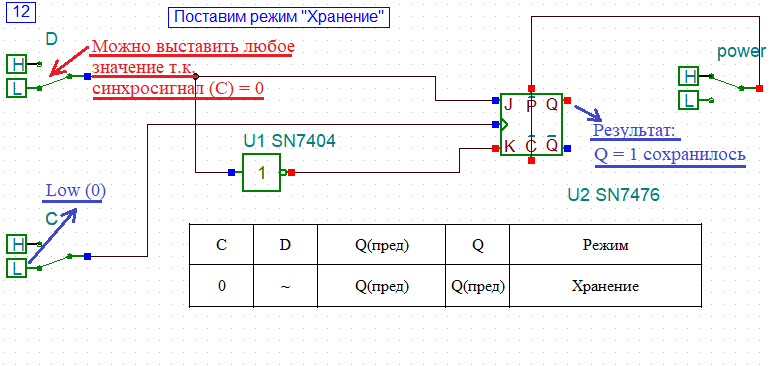 12
Поставим режим "Хранение"
D
Можно выставить любое
значение т.к.
синхросигнал (C) = 0
H
L
power
H
L
J P Q
K C Q
U1 SN7404
1
Результат:
Q = 1 сохранилось
U2 SN7476
Low (0)
C
H
L
C D Q(пред) Q Режим
0 ~ Q(пред) Q(пред) Хранение